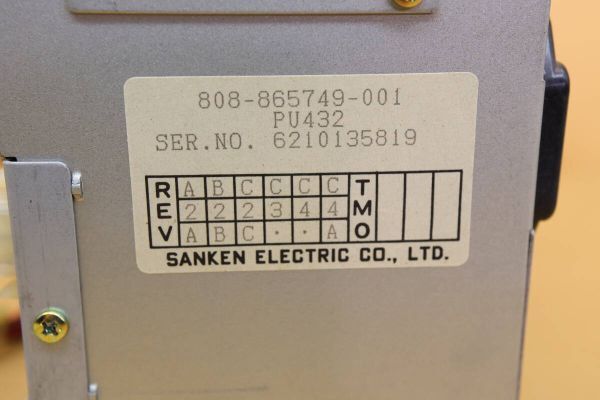 808-865749-001
PU432
SER.NO. 6210135819
R A B C C C C T
E 2 2 2 3 4 4 M
V A B C · · A O
SANKEN ELECTRIC CO., LTD.